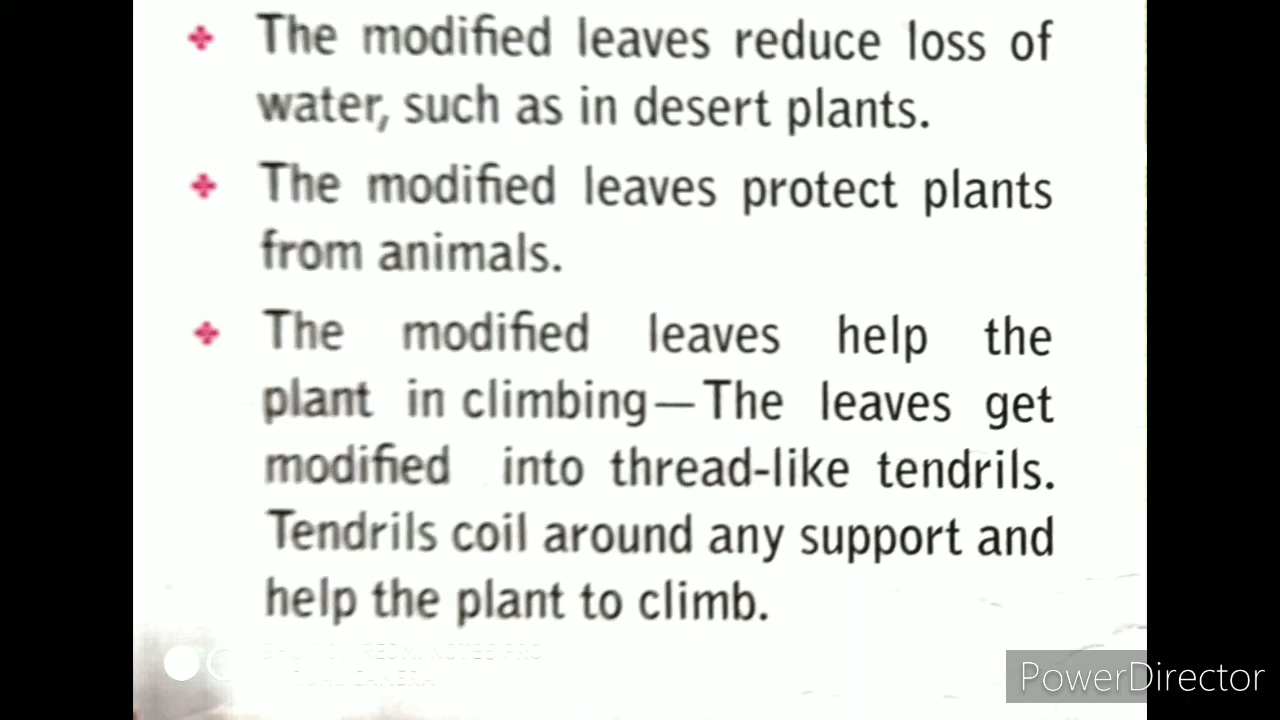 The modified leaves reduce loss of
water, such as in desert plants.
The modified leaves protect plants
from animals.
The modified leaves help the
plant in climbing—The leaves get
modified into thread-like tendrils.
Tendrils coil around any support and
help the plant to climb.
PowerDirector